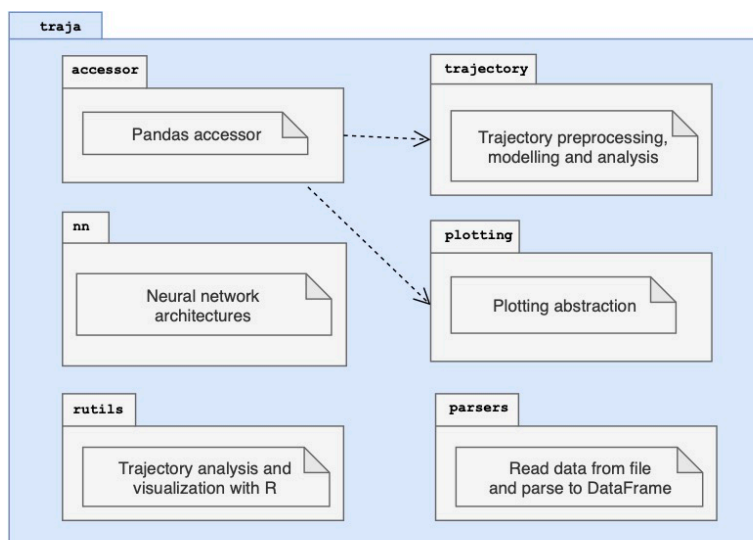 traja
accessor
Pandas accessor
trajectory
Trajectory preprocessing,
modelling and analysis
nn
Neural network
architectures
plotting
Plotting abstraction
rutils
Trajectory analysis and
visualization with R
parsers
Read data from file
and parse to DataFrame